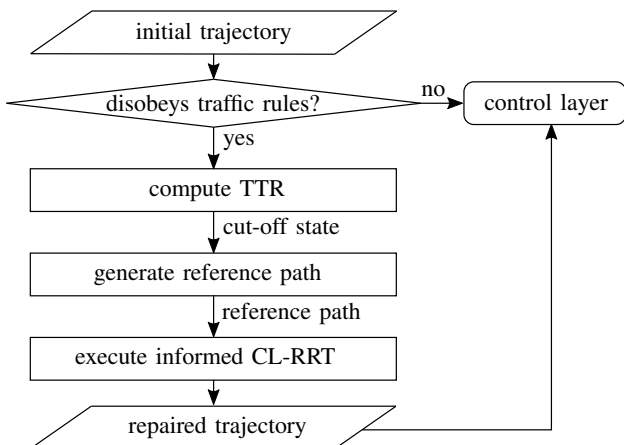 initial trajectory
disobeys traffic rules?
no
control layer
yes
compute TTR
cut-off state
generate reference path
reference path
execute informed CL-RRT
repaired trajectory